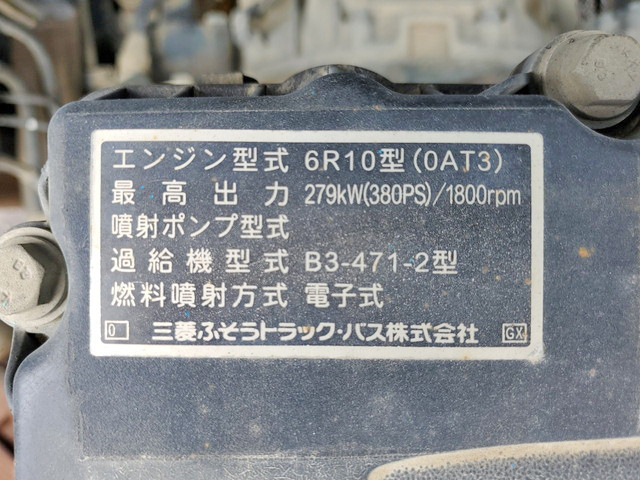 エンジン型式 6R10型(0AT3)
最高出力 279kW(380PS)/1800rpm
噴射ポンプ型式
過給機型式 B3-471-2型
燃料噴射方式 電子式
0 三菱ふそうトラック・バス株式会社 GX